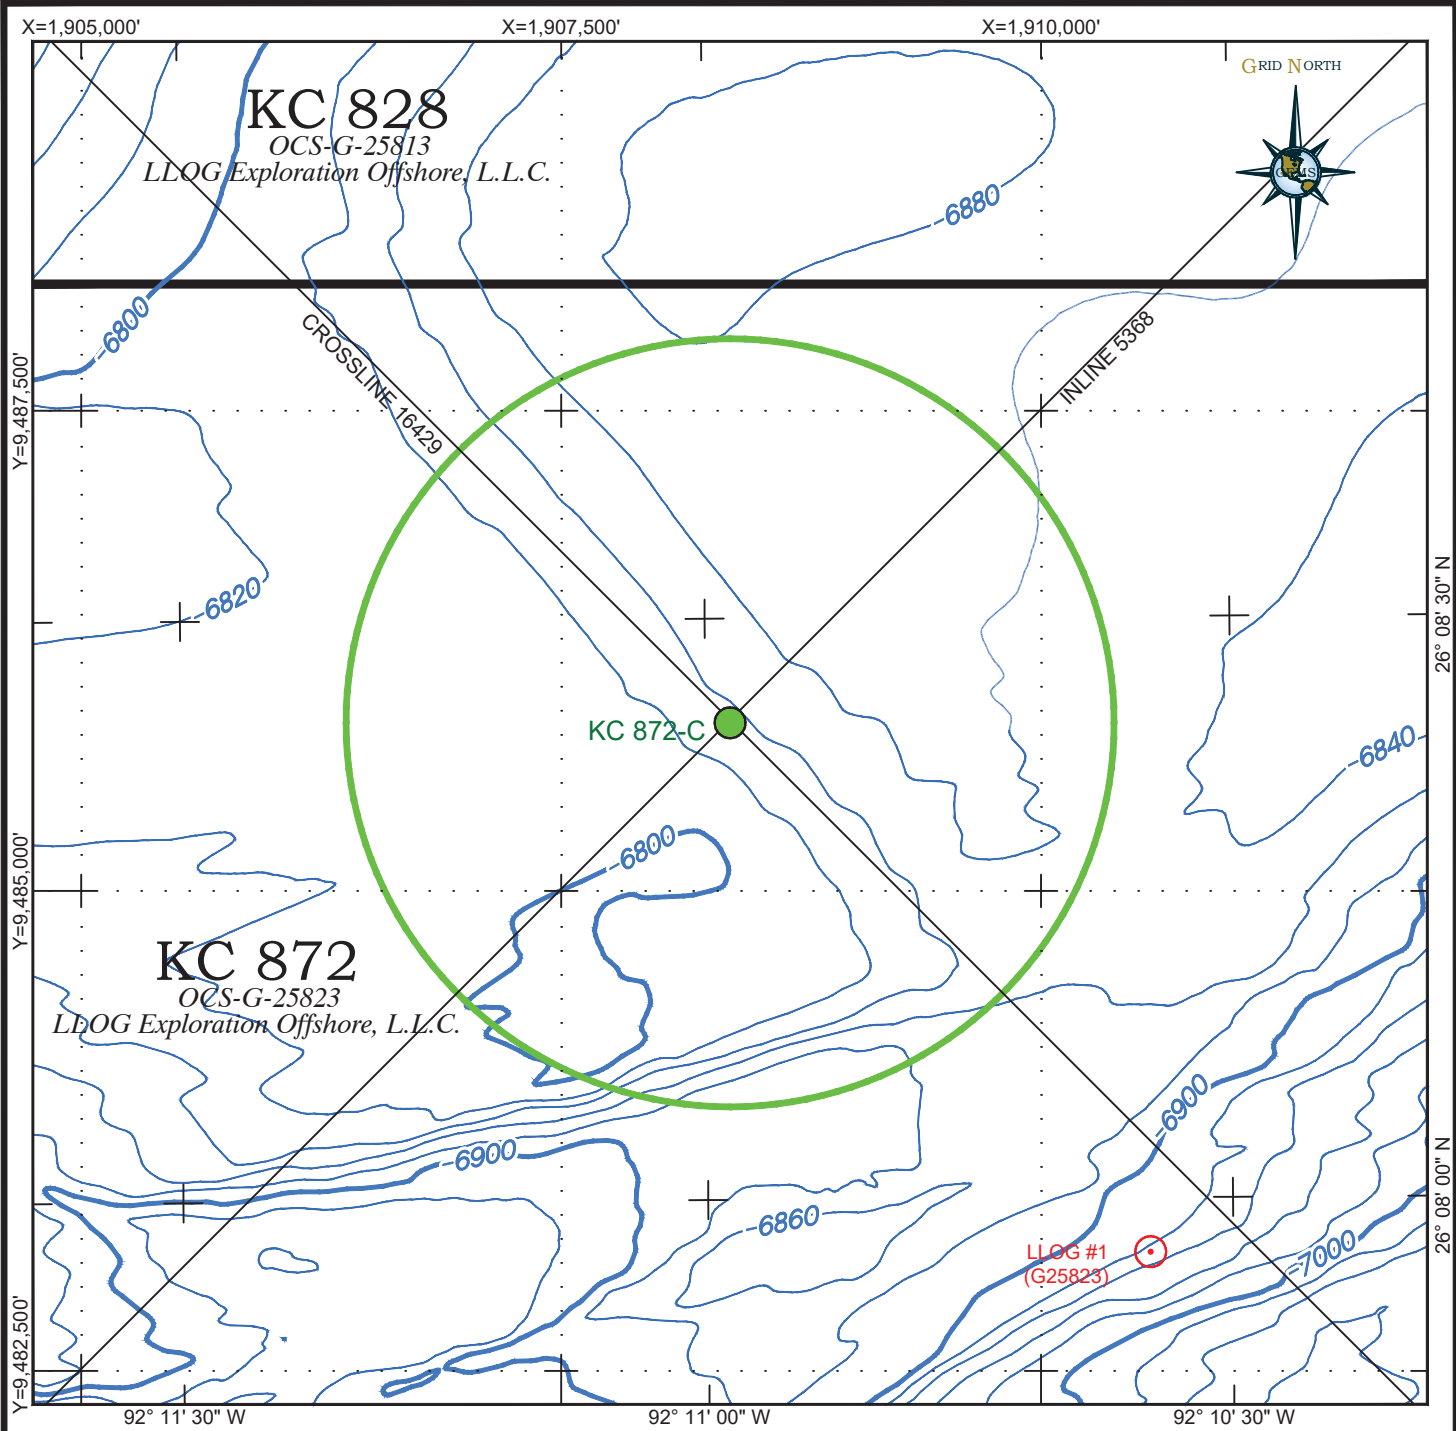 X=1,905,000' X=1,907,500' X=1,910,000'
GRID NORTH
KC 828
OCS-G-25813
LLOG Exploration Offshore, L.L.C.
GEMS
-6880
-6800
CROSSLINE 16429
INLINE 5368
Y=9,487,500'
-6820
26° 08' 30" N
KC 872-C
-6840
-6800
Y=9,485,000'
KC 872
OCS-G-25823
LLOG Exploration Offshore, L.L.C.
-6900
-6900
-6860
26° 08' 00" N
LLOG #1
(G25823)
-7000
Y=9,482,500'
92° 11' 30" W 92° 11' 00" W 92° 10' 30" W